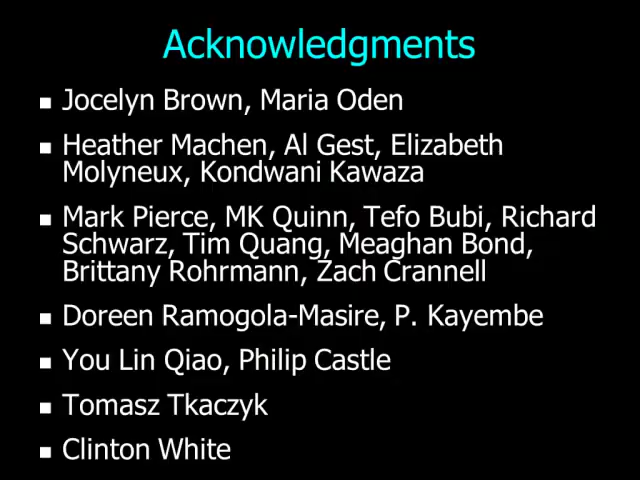 Acknowledgments
Jocelyn Brown, Maria Oden
Heather Machen, Al Gest, Elizabeth
Molyneux, Kondwani Kawaza
Mark Pierce, MK Quinn, Tefo Bubi, Richard
Schwarz, Tim Quang, Meaghan Bond,
Brittany Rohrmann, Zach Crannell
Doreen Ramogola-Masire, P. Kayembe
You Lin Qiao, Philip Castle
Tomasz Tkaczyk
Clinton White